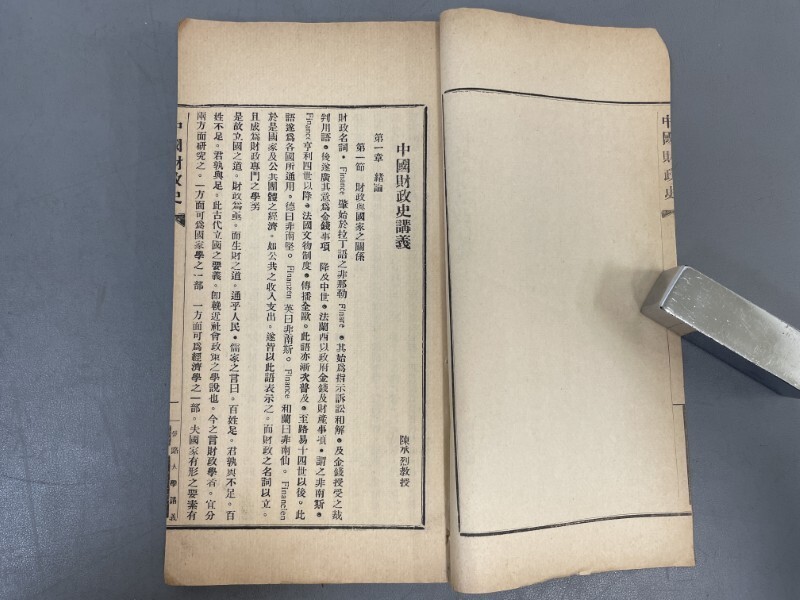 中國財政史講義
陳承烈教授
第一章 緒論
第一節 財政與國家之關係
財政名詞。Finance 肇始於拉丁語之非那勒 Finare。其始爲指示訴訟和解。及金錢授受之裁
判用語。後遂廣其意爲金錢事項 降及中世。法蘭西以政府金錢及財產事項。謂之非南斯。
Finance 亨利四世以降。法國文物制度。傳播全歐。此語亦漸次普及。至路易十四世以後。此
語遂爲各國所通用。德曰非南堅。Finanzen 英曰非南斯。Finance 和蘭曰非南仙。Financien
於是國家及公共團體之經濟。如公共之收入支出。遂皆以此語表示之。而財政之名詞以立。
且成爲財政專門之學男
是故立國之道。財政爲亟。而生財之道。通乎人民。儒家之言曰。百姓足。君孰與不足。百
姓不足。君孰與足。此古代立國之要義。卽輓近社會政策之學說也。今之言財政學者。宜分
兩方面研究之。一方面可爲國家學之一部 一方面可爲經濟學之一部。夫國家有形之要素有
中國財政史
大學講義
中國財政史